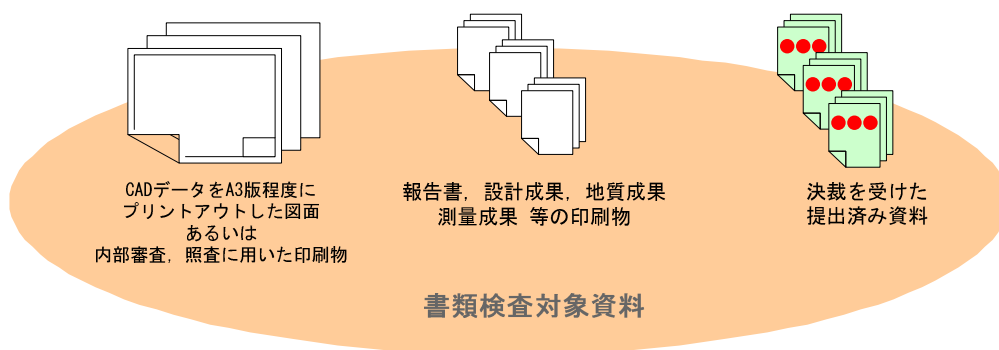 CADデータをA3版程度に
プリントアウトした図面
あるいは
内部審査，照査に用いた印刷物
報告書，設計成果，地質成果
測量成果 等の印刷物
決裁を受けた
提出済み資料
書類検査対象資料